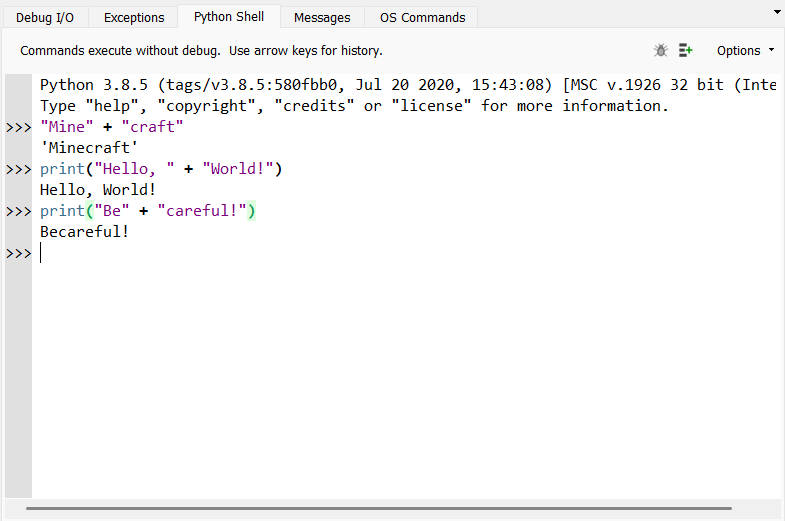 Debug I/O Exceptions Python Shell Messages OS Commands
Commands execute without debug. Use arrow keys for history. Options
Python 3.8.5 (tags/v3.8.5:580fbb0, Jul 20 2020, 15:43:08) [MSC v.1926 32 bit (Inte
Type "help", "copyright", "credits" or "license" for more information.
>>> "Mine" + "craft"
'Minecraft'
>>> print("Hello, " + "World!")
Hello, World!
>>> print("Be" + "careful!")
Becareful!
>>>